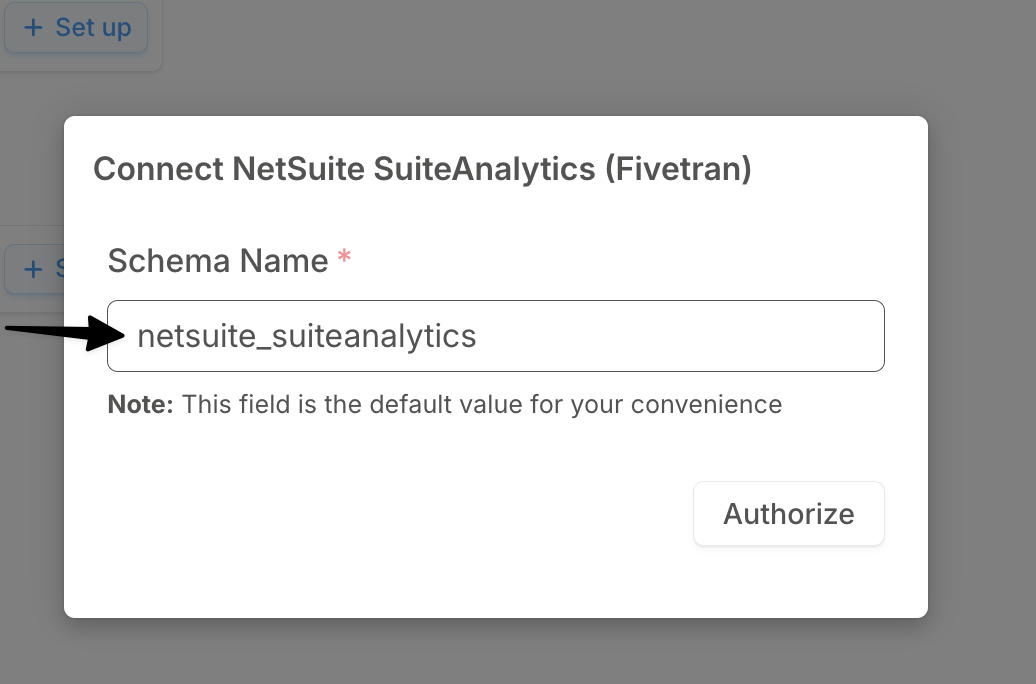 + Set up
Connect NetSuite SuiteAnalytics (Fivetran)
Schema Name *
+ S
netsuite_suiteanalytics
Note: This field is the default value for your convenience
Authorize